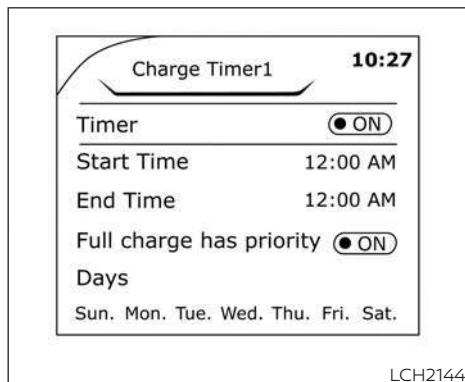 Charge Timer1 10:27
Timer ON
Start Time 12:00 AM
End Time 12:00 AM
Full charge has priority ON
Days
Sun. Mon. Tue. Wed. Thu. Fri. Sat.
LCH2144